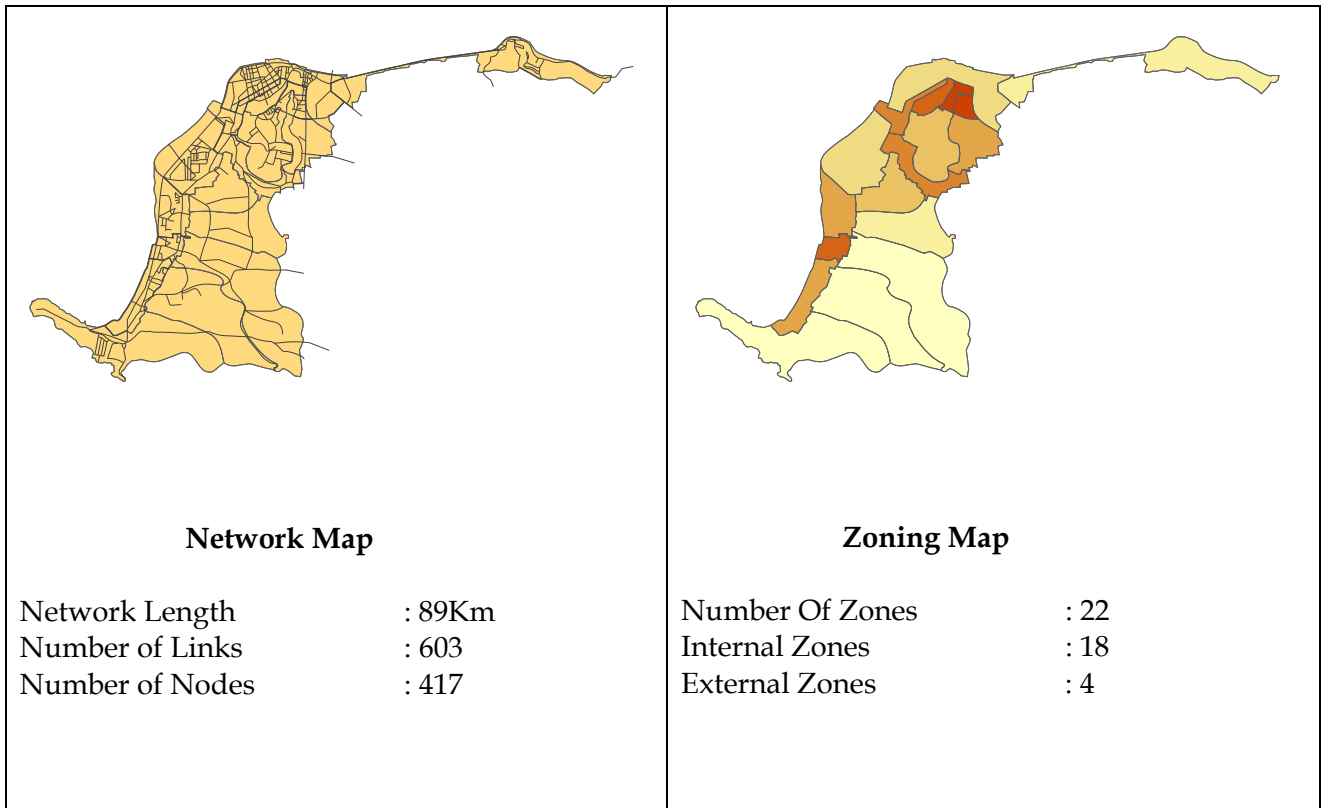 Network Map
Network Length : 89Km
Number of Links : 603
Number of Nodes : 417
Zoning Map
Number Of Zones : 22
Internal Zones : 18
External Zones : 4